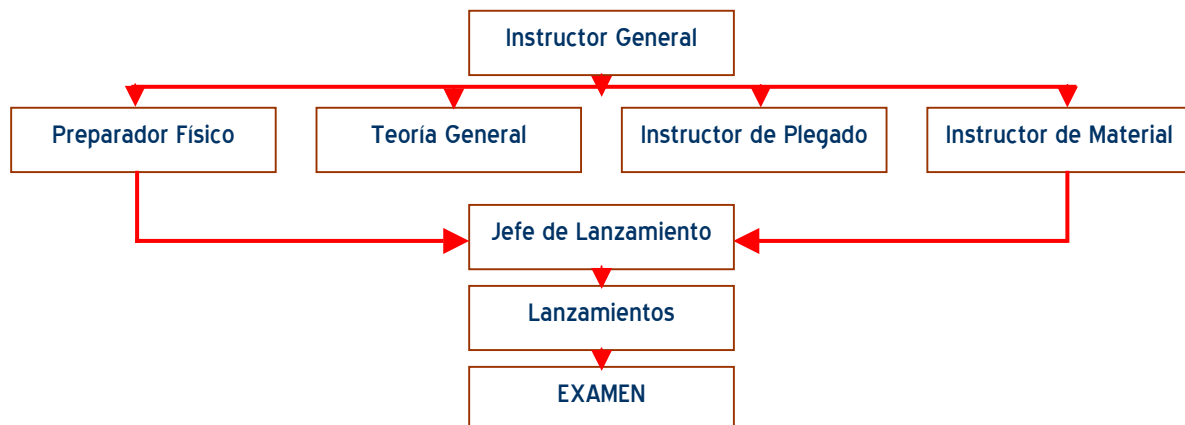 Instructor General
Preparador Físico
Teoría General
Instructor de Plegado
Instructor de Material
Jefe de Lanzamiento
Lanzamientos
EXAMEN